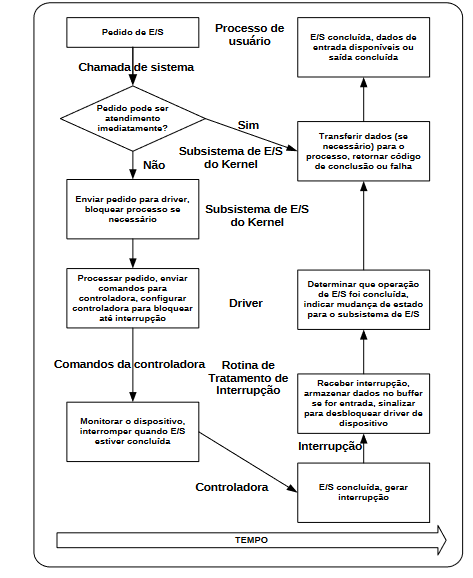 Pedido de E/S
Processo de
usuário
E/S concluída, dados de
entrada disponíveis ou
saída concluída
Chamada de sistema
Pedido pode ser
atendimento
imediatamente?
Sim
Não
Subsistema de E/S
do Kernel
Transferir dados (se
necessário) para o
processo, retornar código
de conclusão ou falha
Enviar pedido para driver,
bloquear processo se
necessário
Subsistema de E/S
do Kernel
Processar pedido, enviar
comandos para
controladora, configurar
controladora para bloquear
até interrupção
Driver
Determinar que operação
de E/S foi concluída,
indicar mudança de estado
para o subsistema de E/S
Comandos da controladora
Rotina de
Tratamento de
Interrupção
Receber interrupção,
armazenar dados no buffer
se for entrada, sinalizar
para desbloquear driver de
dispositivo
Monitorar o dispositivo,
interromper quando E/S
estiver concluída
Interrupção
Controladora
E/S concluída, gerar
interrupção
TEMPO